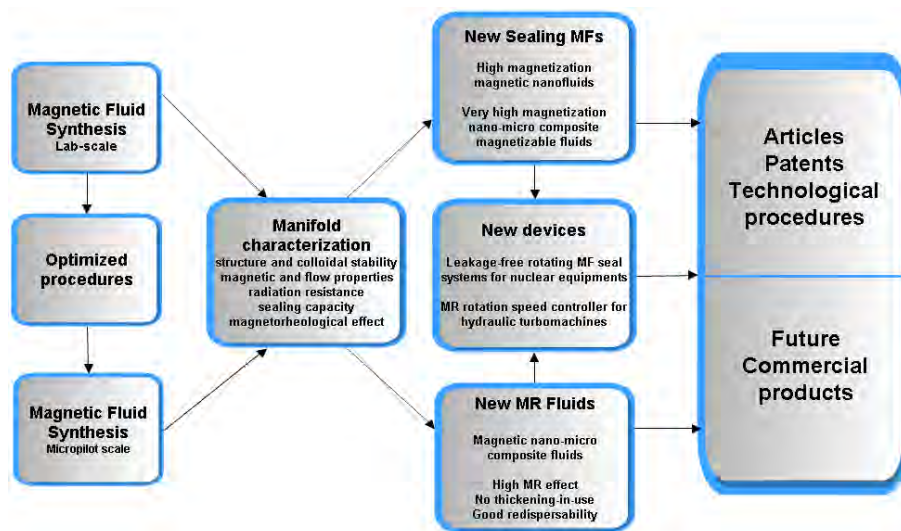 Magnetic Fluid
Synthesis
Lab-scale
Optimized
procedures
Magnetic Fluid
Synthesis
Micropilot scale
Manifold
characterization
structure and colloidal stability
magnetic and flow properties
radiation resistance
sealing capacity
magnetorheological effect
New Sealing MFs
High magnetization
magnetic nanofluids
Very high magnetization
nano-micro composite
magnetizable fluids
New devices
Leakage-free rotating MF seal
systems for nuclear equipments
MR rotation speed controller for
hydraulic turbomachines
New MR Fluids
Magnetic nano-micro
composite fluids
High MR effect
No thickening-in-use
Good redispersability
Articles
Patents
Technological
procedures
Future
Commercial
products